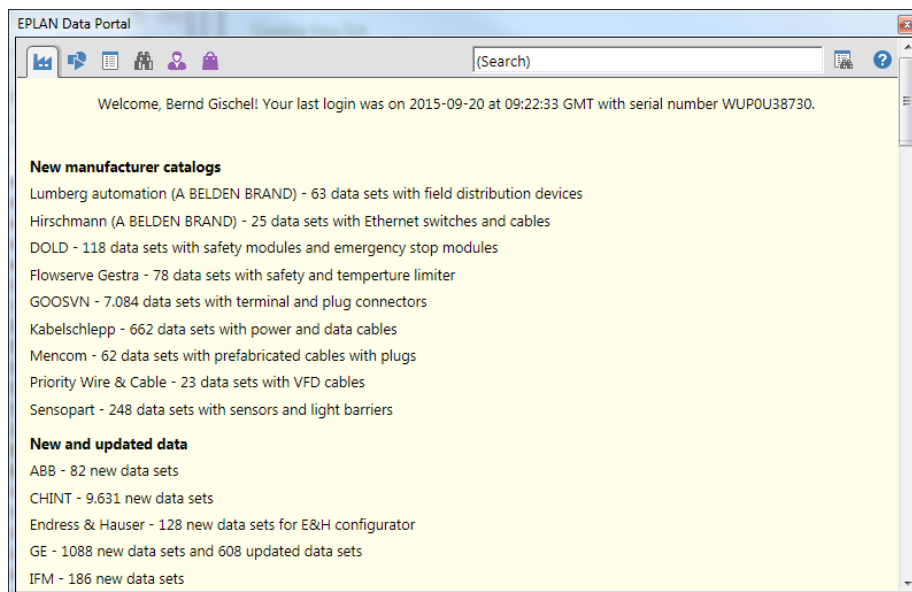 EPLAN Data Portal
(Search)
Welcome, Bernd Gischel! Your last login was on 2015-09-20 at 09:22:33 GMT with serial number WUP0U38730.
New manufacturer catalogs
Lumberg automation (A BELDEN BRAND) - 63 data sets with field distribution devices
Hirschmann (A BELDEN BRAND) - 25 data sets with Ethernet switches and cables
DOLD - 118 data sets with safety modules and emergency stop modules
Flowserve Gestra - 78 data sets with safety and temperture limiter
GOOSVN - 7.084 data sets with terminal and plug connectors
Kabelschlepp - 662 data sets with power and data cables
Mencom - 62 data sets with prefabricated cables with plugs
Priority Wire & Cable - 23 data sets with VFD cables
Sensopart - 248 data sets with sensors and light barriers
New and updated data
ABB - 82 new data sets
CHINT - 9.631 new data sets
Endress & Hauser - 128 new data sets for E&H configurator
GE - 1088 new data sets and 608 updated data sets
IFM - 186 new data sets